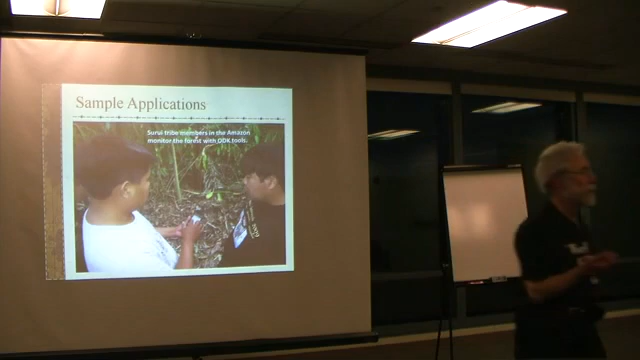 Sample Applications
Surui tribe members in the Amazon
monitor the forest with ODK tools.